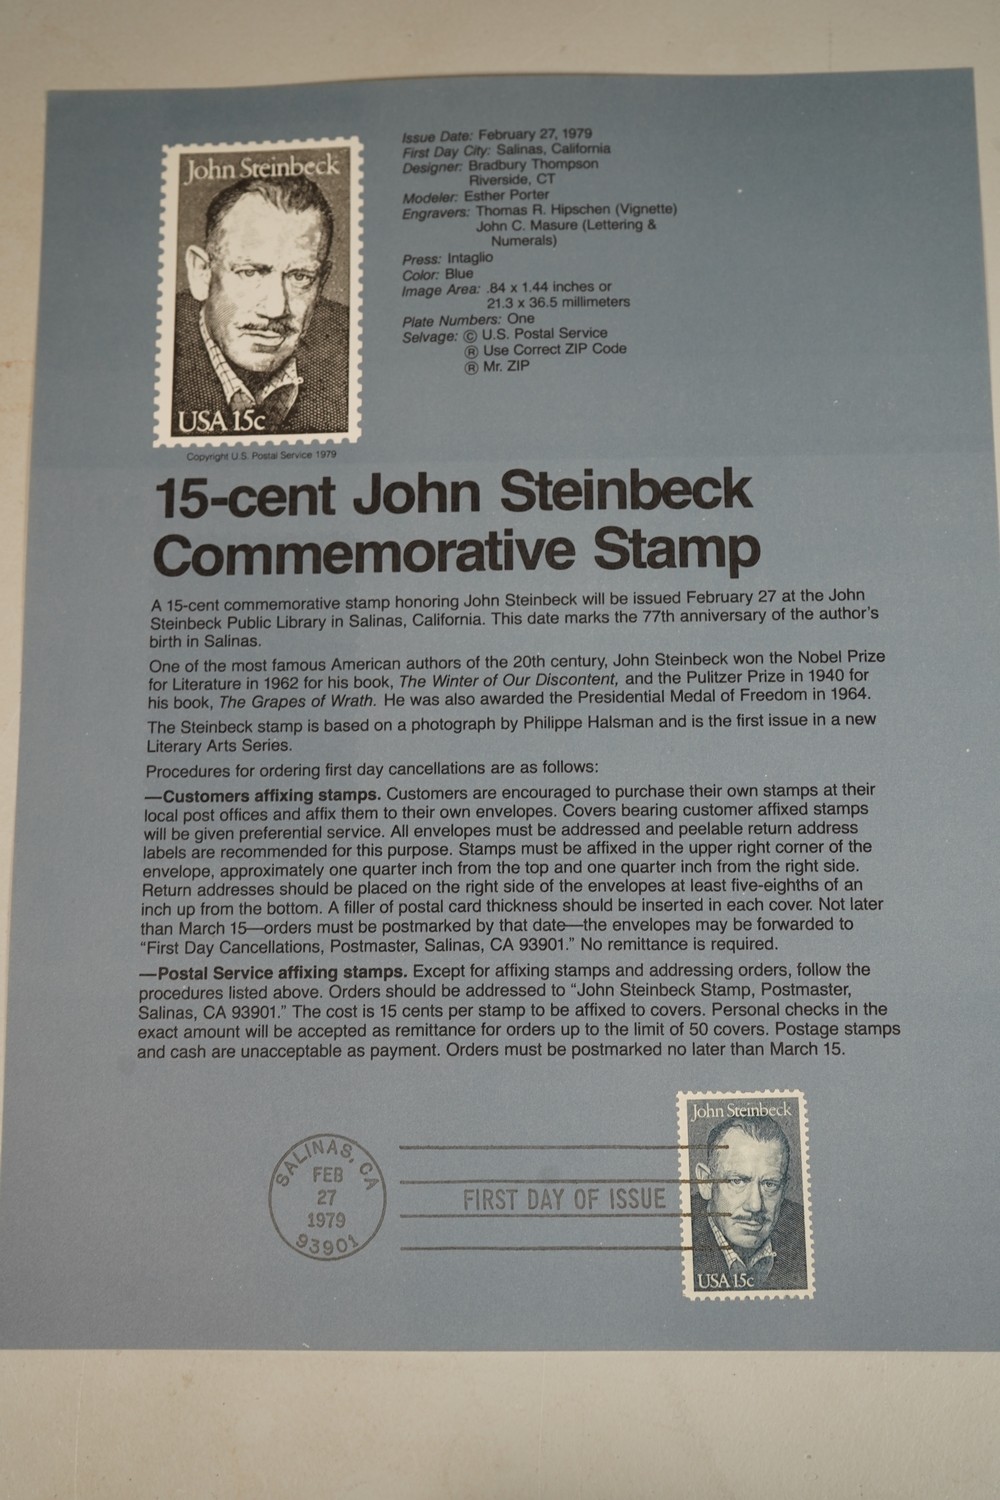 John Steinbeck
USA 15c
Copyright U.S. Postal Service 1979
Issue Date: February 27, 1979
First Day City: Salinas, California
Designer: Bradbury Thompson
Riverside, CT
Modeler: Esther Porter
Engravers: Thomas R. Hipschen (Vignette)
John C. Masure (Lettering &
Numerals)
Press: Intaglio
Color: Blue
Image Area: .84 x 1.44 inches or
21.3 x 36.5 millimeters
Plate Numbers: One
Selvage: © U.S. Postal Service
® Use Correct ZIP Code
® Mr. ZIP
15-cent John Steinbeck
Commemorative Stamp
A 15-cent commemorative stamp honoring John Steinbeck will be issued February 27 at the John
Steinbeck Public Library in Salinas, California. This date marks the 77th anniversary of the author's
birth in Salinas.
One of the most famous American authors of the 20th century, John Steinbeck won the Nobel Prize
for Literature in 1962 for his book, The Winter of Our Discontent, and the Pulitzer Prize in 1940 for
his book, The Grapes of Wrath. He was also awarded the Presidential Medal of Freedom in 1964.
The Steinbeck stamp is based on a photograph by Philippe Halsman and is the first issue in a new
Literary Arts Series.
Procedures for ordering first day cancellations are as follows:
—Customers affixing stamps. Customers are encouraged to purchase their own stamps at their
local post offices and affix them to their own envelopes. Covers bearing customer affixed stamps
will be given preferential service. All envelopes must be addressed and peelable return address
labels are recommended for this purpose. Stamps must be affixed in the upper right corner of the
envelope, approximately one quarter inch from the top and one quarter inch from the right side.
Return addresses should be placed on the right side of the envelopes at least five-eighths of an
inch up from the bottom. A filler of postal card thickness should be inserted in each cover. Not later
than March 15—orders must be postmarked by that date—the envelopes may be forwarded to
“First Day Cancellations, Postmaster, Salinas, CA 93901.” No remittance is required.
—Postal Service affixing stamps. Except for affixing stamps and addressing orders, follow the
procedures listed above. Orders should be addressed to “John Steinbeck Stamp, Postmaster,
Salinas, CA 93901.” The cost is 15 cents per stamp to be affixed to covers. Personal checks in the
exact amount will be accepted as remittance for orders up to the limit of 50 covers. Postage stamps
and cash are unacceptable as payment. Orders must be postmarked no later than March 15.
SALINAS, CA
FEB
27
1979
93901
FIRST DAY OF ISSUE
John Steinbeck
USA 15c